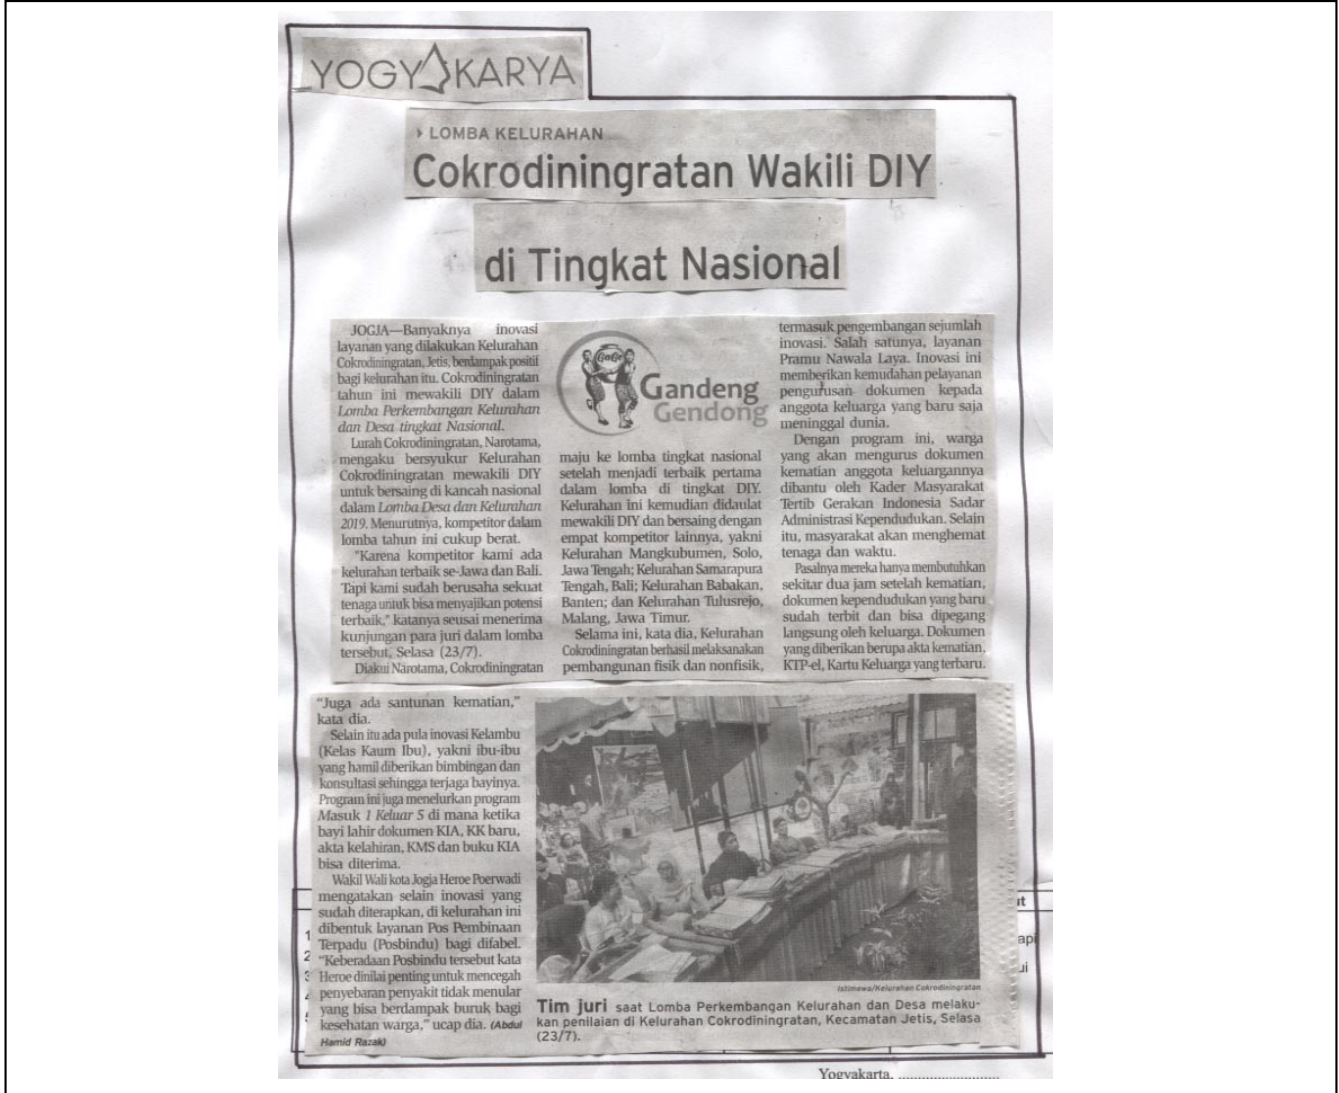 YOGYAKARYA
› LOMBA KELURAHAN
Cokrodiningratan Wakili DIY
di Tingkat Nasional
JOGJA—Banyaknya inovasi
layanan yang dilakukan Kelurahan
Cokrodiningratan, Jetis, berdampak positif
bagi kelurahan itu. Cokrodiningratan
tahun ini mewakili DIY dalam
Lomba Perkembangan Kelurahan
dan Desa tingkat Nasional.
Lurah Cokrodiningratan, Narotama,
mengaku bersyukur Kelurahan
Cokrodiningratan mewakili DIY
untuk bersaing di kancah nasional
dalam Lomba Desa dan Kelurahan
2019. Menurutnya, kompetitor dalam
lomba tahun ini cukup berat.
"Karena kompetitor kami ada
kelurahan terbaik se-Jawa dan Bali.
Tapi kami sudah berusaha sekuat
tenaga untuk bisa menyajikan potensi
terbaik," katanya seusai menerima
kunjungan para juri dalam lomba
tersebut, Selasa (23/7).
Diakui Narotama, Cokrodiningratan
GaGe
Gandeng
Gendong
maju ke lomba tingkat nasional
setelah menjadi terbaik pertama
dalam lomba di tingkat DIY.
Kelurahan ini kemudian didaulat
mewakili DIY dan bersaing dengan
empat kompetitor lainnya, yakni
Kelurahan Mangkubumen, Solo,
Jawa Tengah; Kelurahan Samarapura
Tengah, Bali; Kelurahan Babakan,
Banten; dan Kelurahan Tulusrejo,
Malang, Jawa Timur.
Selama ini, kata dia, Kelurahan
Cokrodiningratan berhasil melaksanakan
pembangunan fisik dan nonfisik,
termasuk pengembangan sejumlah
inovasi. Salah satunya, layanan
Pramu Nawala Laya. Inovasi ini
memberikan kemudahan pelayanan
pengurusan dokumen kepada
anggota keluarga yang baru saja
meninggal dunia.
Dengan program ini, warga
yang akan mengurus dokumen
kematian anggota keluargannya
dibantu oleh Kader Masyarakat
Tertib Gerakan Indonesia Sadar
Administrasi Kependudukan. Selain
itu, masyarakat akan menghemat
tenaga dan waktu.
Pasalnya mereka hanya membutuhkan
sekitar dua jam setelah kematian,
dokumen kependudukan yang baru
sudah terbit dan bisa dipegang
langsung oleh keluarga. Dokumen
yang diberikan berupa akta kematian,
KTP-el, Kartu Keluarga yang terbaru.
"Juga ada santunan kematian,"
kata dia.
Selain itu ada pula inovasi Kelambu
(Kelas Kaum Ibu), yakni ibu-ibu
yang hamil diberikan bimbingan dan
konsultasi sehingga terjaga bayinya.
Program ini juga menelurkan program
Masuk 1 Keluar 5 di mana ketika
bayi lahir dokumen KIA, KK baru,
akta kelahiran, KMS dan buku KIA
bisa diterima.
Wakil Wali kota Jogja Heroe Poerwadi
mengatakan selain inovasi yang
sudah diterapkan, di kelurahan ini
dibentuk layanan Pos Pembinaan
Terpadu (Posbindu) bagi difabel.
"Keberadaan Posbindu tersebut kata
Heroe dinilai penting untuk mencegah
penyebaran penyakit tidak menular
yang bisa berdampak buruk bagi
kesehatan warga," ucap dia. (Abdul
Hamid Razak)
Istimewa/Kelurahan Cokrodiningratan
Tim juri saat Lomba Perkembangan Kelurahan dan Desa melaku-
kan penilaian di Kelurahan Cokrodiningratan, Kecamatan Jetis, Selasa
(23/7).
Yogyakarta, ..........................